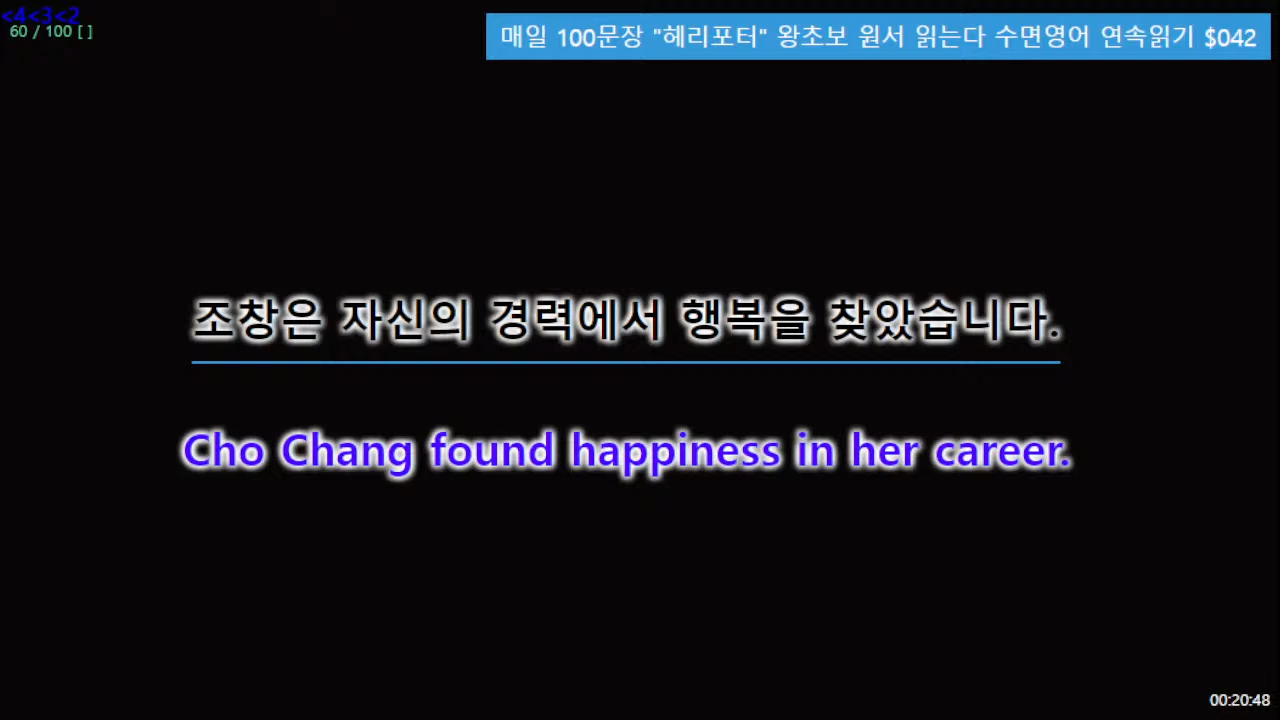 <4<3<2
60 / 100 [ ]
매일 100문장 "헤리포터" 왕초보 원서 읽는다 수면영어 연속읽기 $042
조창은 자신의 경력에서 행복을 찾았습니다.
Cho Chang found happiness in her career.
00:20:48